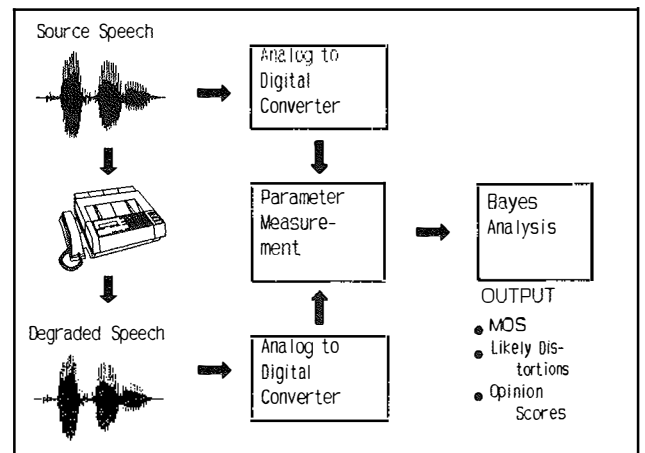 Source Speech
Analog to
Digital
Converter
Parameter
Measure-
ment
Bayes
Analysis
OUTPUT
● MOS
● Likely Dis-
tortions
● Opinion
Scores
Degraded Speech
Analog to
Digital
Converter